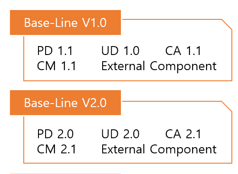 Base-Line V1.0
PD 1.1 UD 1.0 CA 1.1
CM 1.1 External Component
Base-Line V2.0
PD 2.0 UD 2.0 CA 2.1
CM 2.1 External Component